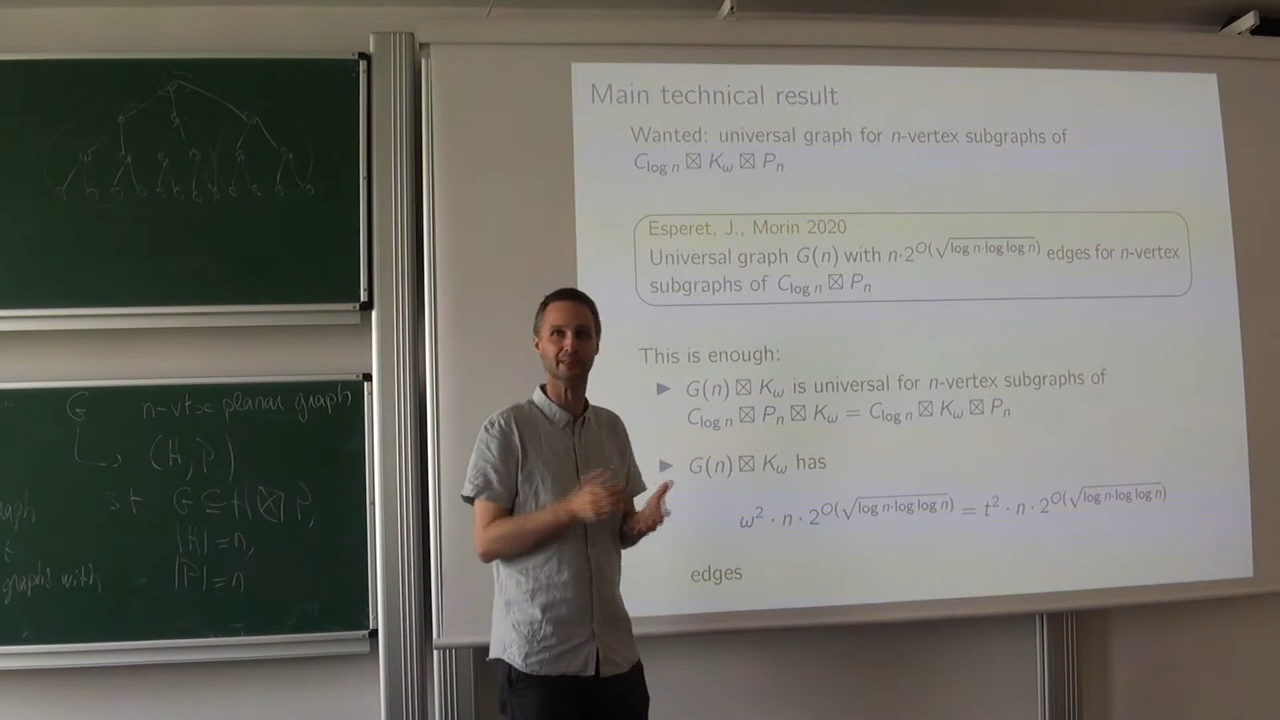 Main technical result
Wanted: universal graph for n-vertex subgraphs of
C_{log n} ⊠ K_ω ⊠ P_n
Esperet, J., Morin 2020
Universal graph G(n) with n·2^{O(√(log n·log log n))} edges for n-vertex
subgraphs of C_{log n} ⊠ P_n
This is enough:
▶ G(n) ⊠ K_ω is universal for n-vertex subgraphs of
C_{log n} ⊠ P_n ⊠ K_ω = C_{log n} ⊠ K_ω ⊠ P_n
▶ G(n) ⊠ K_ω has
ω² · n · 2^{O(√(log n·log log n))} = t² · n · 2^{O(√(log n·log log n))}
edges
G n-vtx planar graph
(H,P)
st G ⊆ H ⊠ P,
|H| = n,
graphs with |P| = n